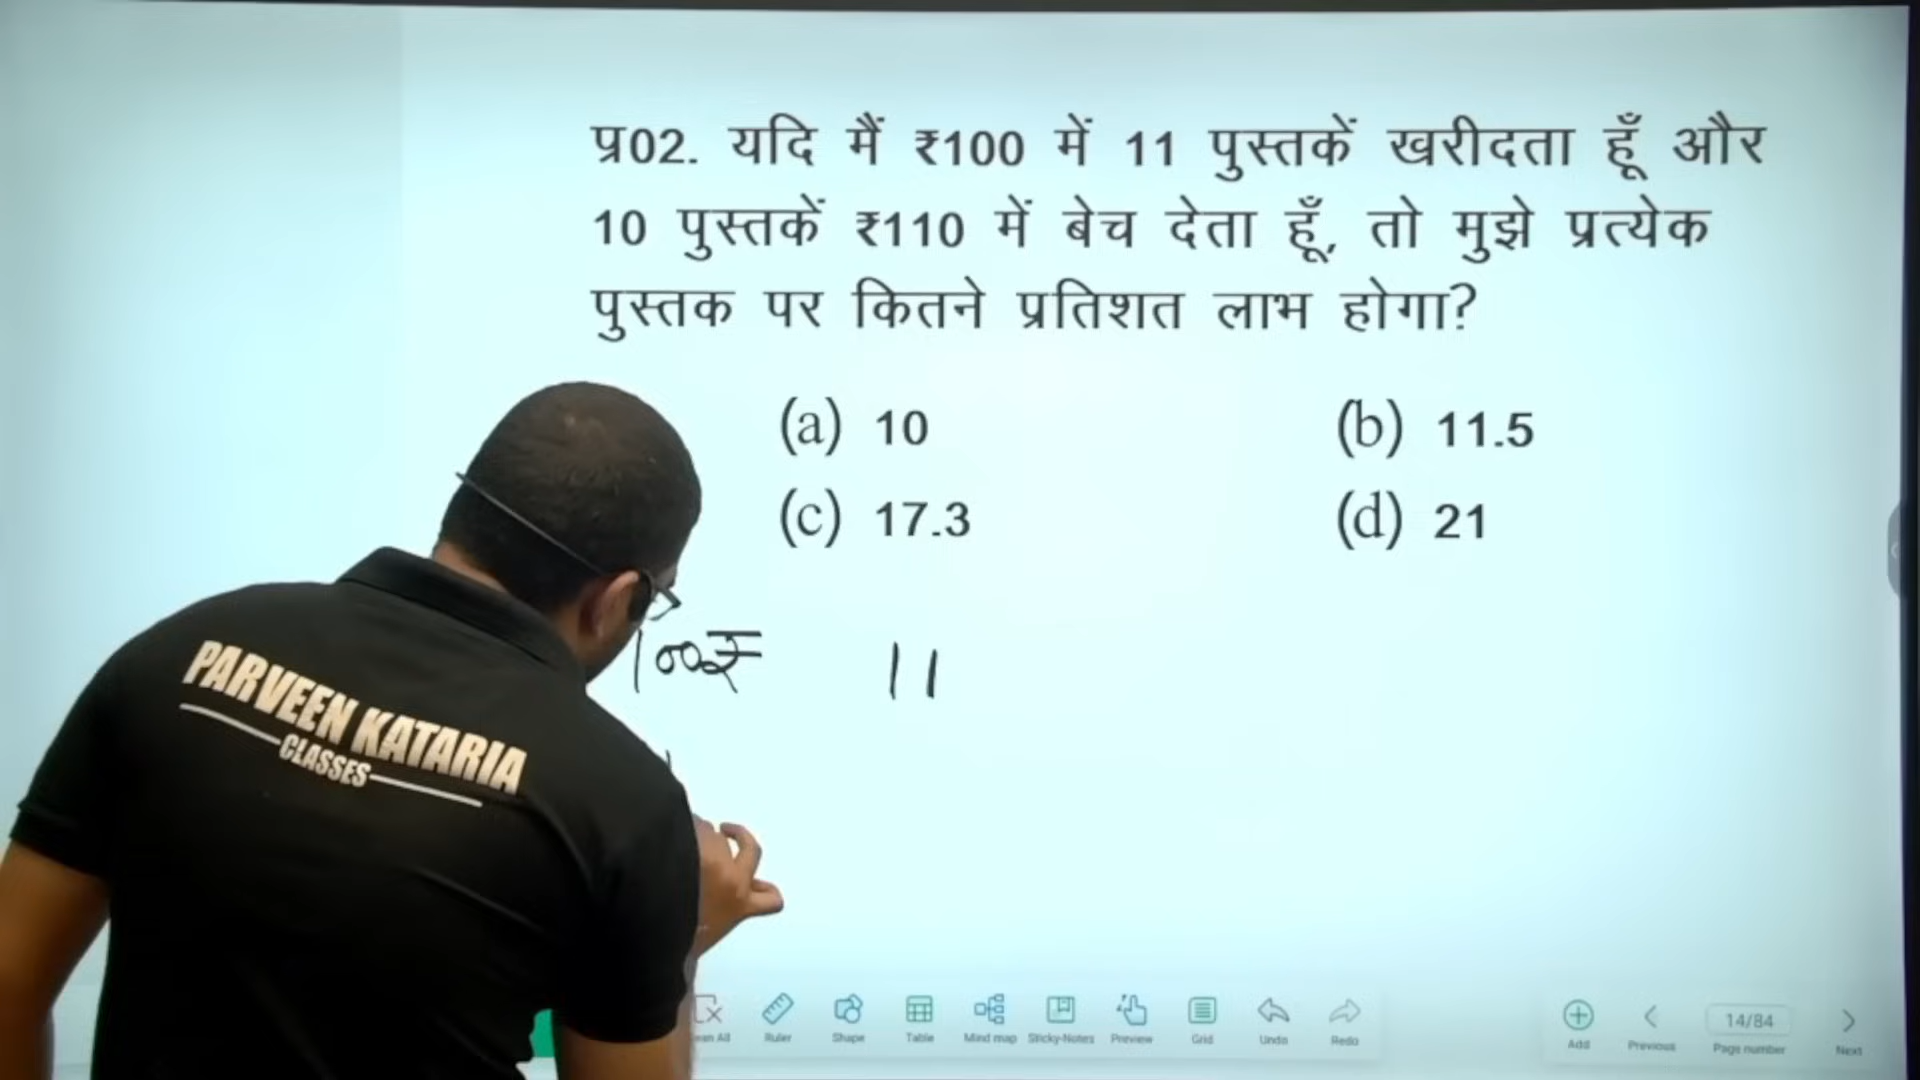 प्र02. यदि मैं ₹100 में 11 पुस्तकें खरीदता हूँ और
10 पुस्तकें ₹110 में बेच देता हूँ, तो मुझे प्रत्येक
पुस्तक पर कितने प्रतिशत लाभ होगा?
(a) 10 (b) 11.5
(c) 17.3 (d) 21
100₹ 11
PARVEEN KATARIA
CLASSES
All Ruler Shape Table Mind map Sticky-Notes Preview Grid Undo Redo Add Previous 14/84 Page number Next